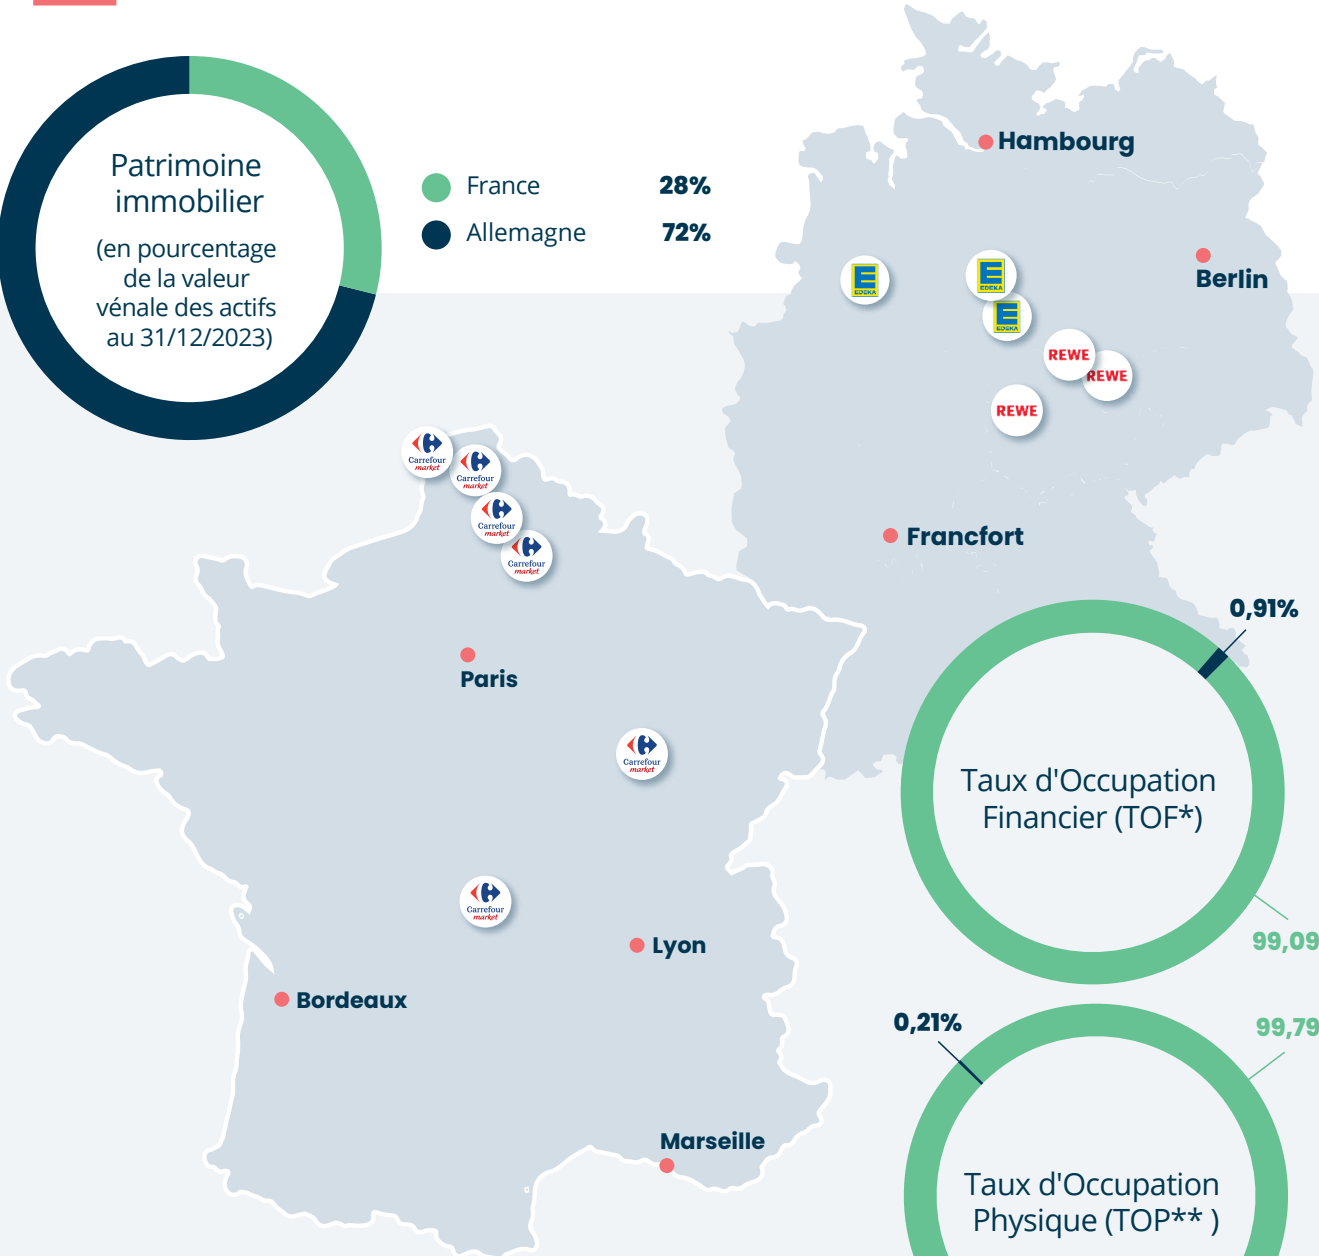 Patrimoine
immobilier
(en pourcentage
de la valeur
vénale des actifs
au 31/12/2023)
France 28%
Allemagne 72%
Hambourg
Berlin
E
EDEKA
E
EDEKA
E
EDEKA
REWE
REWE
REWE
Francfort
Carrefour
market
Carrefour
market
Carrefour
market
Carrefour
market
Paris
Carrefour
market
Carrefour
market
Lyon
Bordeaux
Marseille
0,91%
Taux d'Occupation
Financier (TOF*)
99,09
0,21%
99,79
Taux d'Occupation
Physique (TOP** )